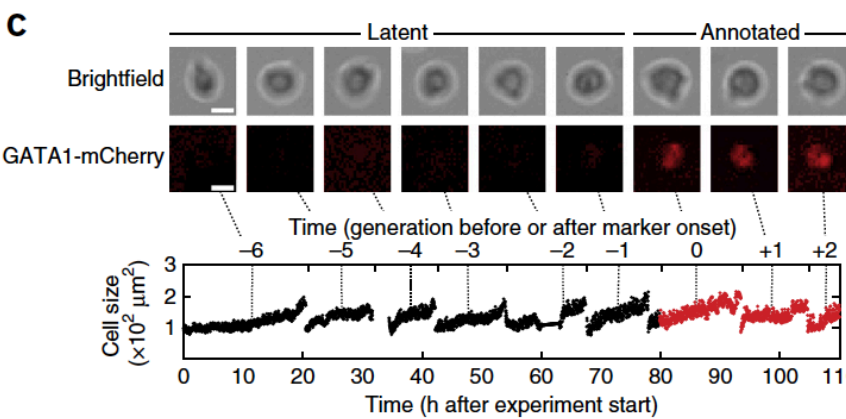 C
Latent Annotated
Brightfield
GATA1-mCherry
Time (generation before or after marker onset)
–6 –5 –4 –3 –2 –1 0 +1 +2
Cell size
(×10² μm²)
3
2
1
0 10 20 30 40 50 60 70 80 90 100 110
Time (h after experiment start)